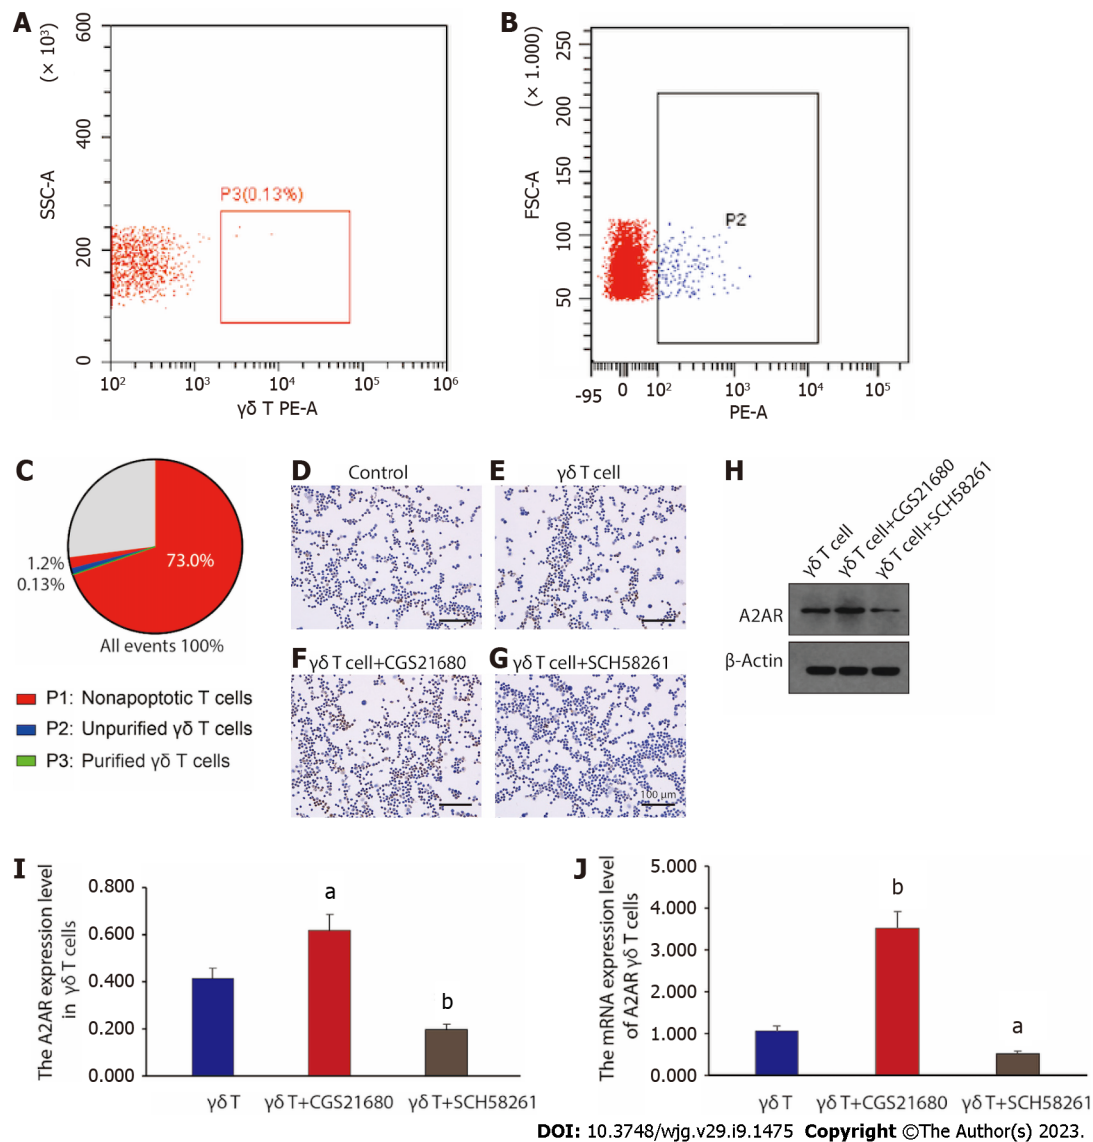 A
(× 10³)
SSC-A
600
400
200
0
P3(0.13%)
10² 10³ 10⁴ 10⁵ 10⁶
γδ T PE-A
B
(× 1.000)
FSC-A
250
200
150
100
50
P2
-95 0 10² 10³ 10⁴ 10⁵
PE-A
C
73.0%
1.2%
0.13%
All events 100%
P1: Nonapoptotic T cells
P2: Unpurified γδ T cells
P3: Purified γδ T cells
D
Control
E
γδ T cell
F
γδ T cell+CGS21680
G
γδ T cell+SCH58261
100 μm
H
γδ T cell
γδ T cell+CGS21680
γδ T cell+SCH58261
A2AR
β-Actin
I
The A2AR expression level
in γδ T cells
0.800
0.600
0.400
0.200
0.000
a
b
γδ T γδ T+CGS21680 γδ T+SCH58261
J
The mRNA expression level
of A2AR γδ T cells
5.000
4.000
3.000
2.000
1.000
0.000
b
a
γδ T γδ T+CGS21680 γδ T+SCH58261
DOI: 10.3748/wjg.v29.i9.1475 Copyright ©The Author(s) 2023.